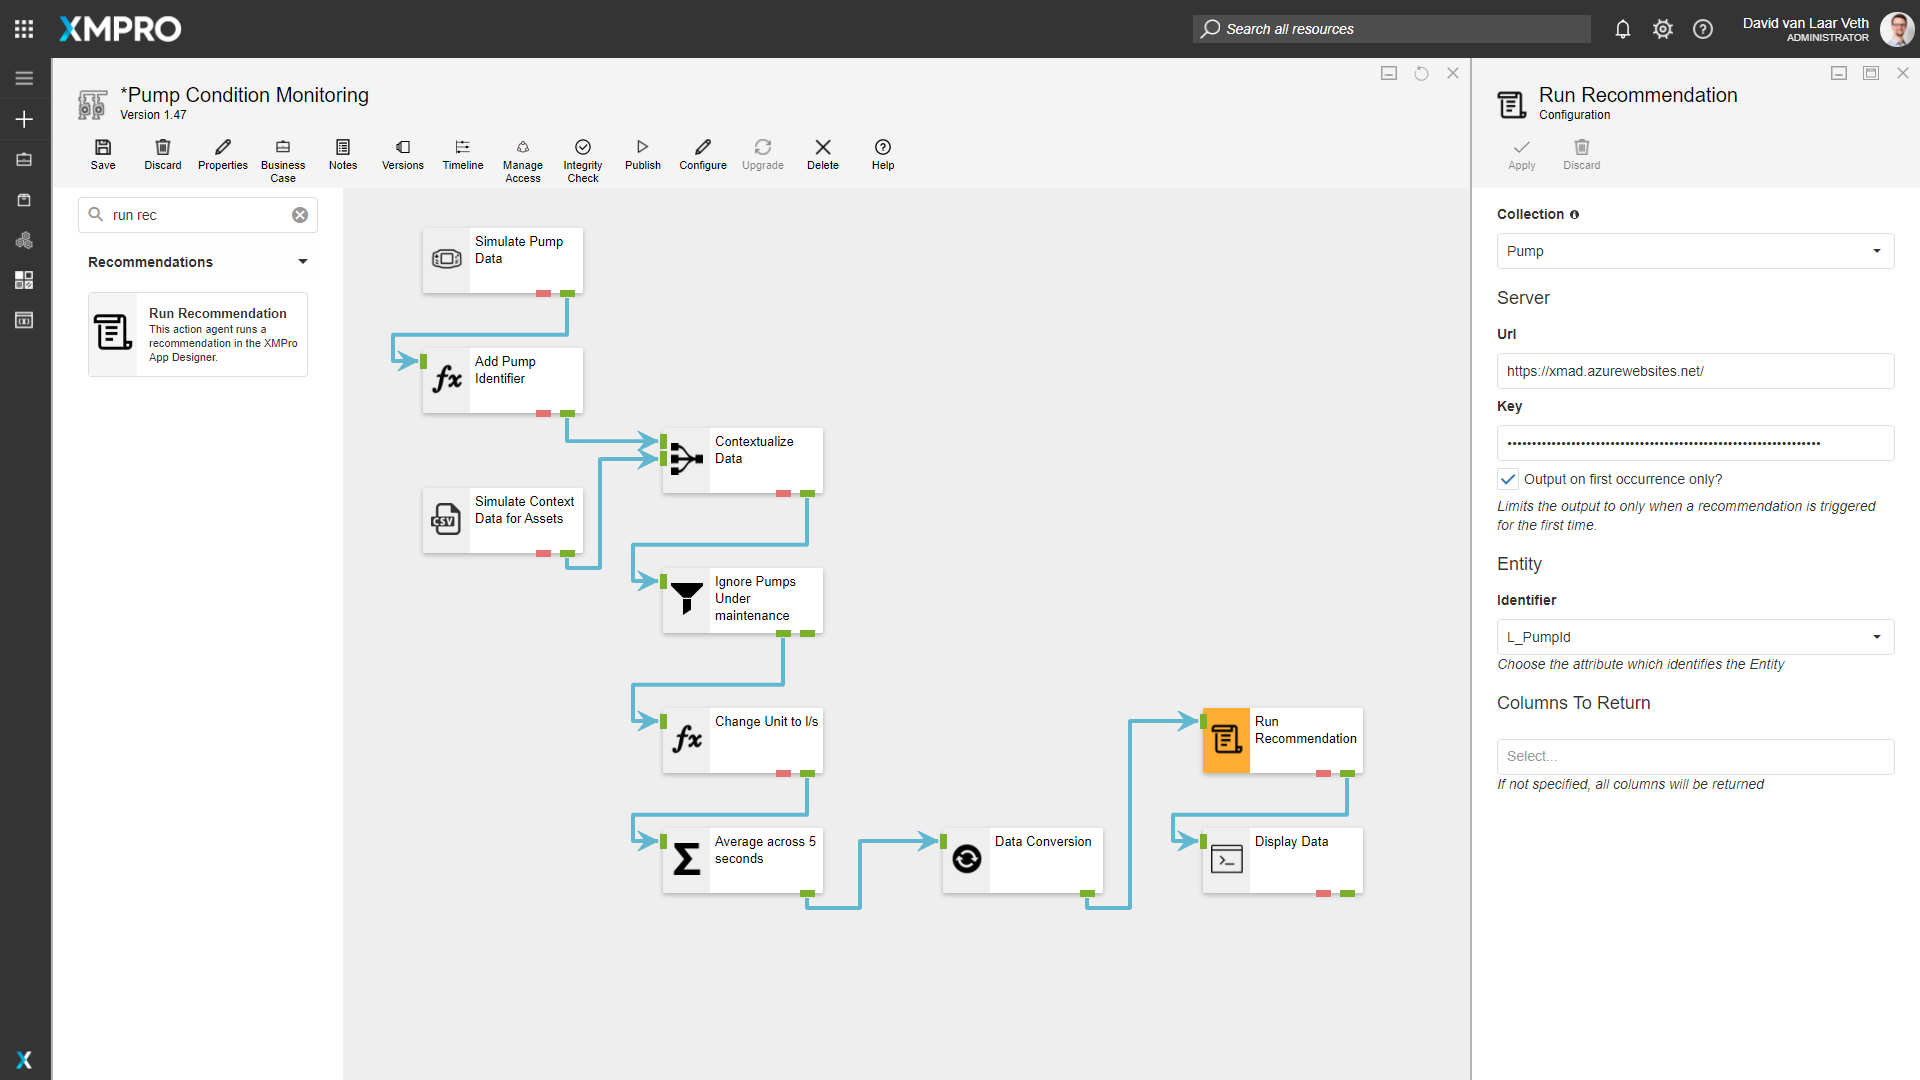 XMPRO
Search all resources
David van Laar Veth
ADMINISTRATOR
*Pump Condition Monitoring
Version 1.47
Save
Discard
Properties
Business
Case
Notes
Versions
Timeline
Manage
Access
Integrity
Check
Publish
Configure
Upgrade
Delete
Help
run rec
Recommendations
Run Recommendation
This action agent runs a
recommendation in the XMPro
App Designer.
Simulate Pump
Data
fx
Add Pump
Identifier
Contextualize
Data
CSV
Simulate Context
Data for Assets
Ignore Pumps
Under
maintenance
fx
Change Unit to l/s
Σ
Average across 5
seconds
Data Conversion
Run
Recommendation
Display Data
Run Recommendation
Configuration
Apply
Discard
Collection
Pump
Server
Url
https://xmad.azurewebsites.net/
Key
Output on first occurrence only?
Limits the output to only when a recommendation is triggered
for the first time.
Entity
Identifier
L_PumpId
Choose the attribute which identifies the Entity
Columns To Return
Select...
If not specified, all columns will be returned